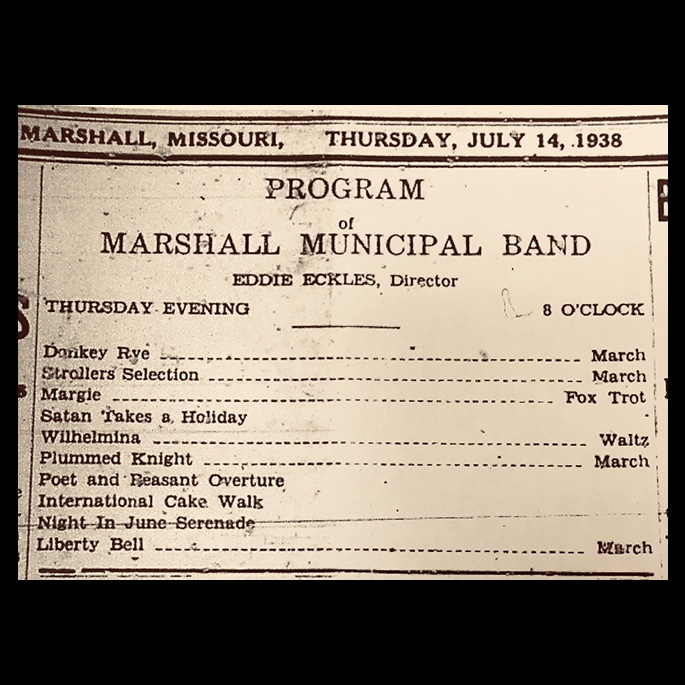 MARSHALL, MISSOURI, THURSDAY, JULY 14, 1938
PROGRAM
of
MARSHALL MUNICIPAL BAND
EDDIE ECKLES, Director
THURSDAY EVENING 8 O'CLOCK
Donkey Rye March
Strollers Selection March
Margie Fox Trot
Satan Takes a Holiday
Wilhelmina Waltz
Plummed Knight March
Poet and Peasant Overture
International Cake Walk
Night In June Serenade
Liberty Bell March